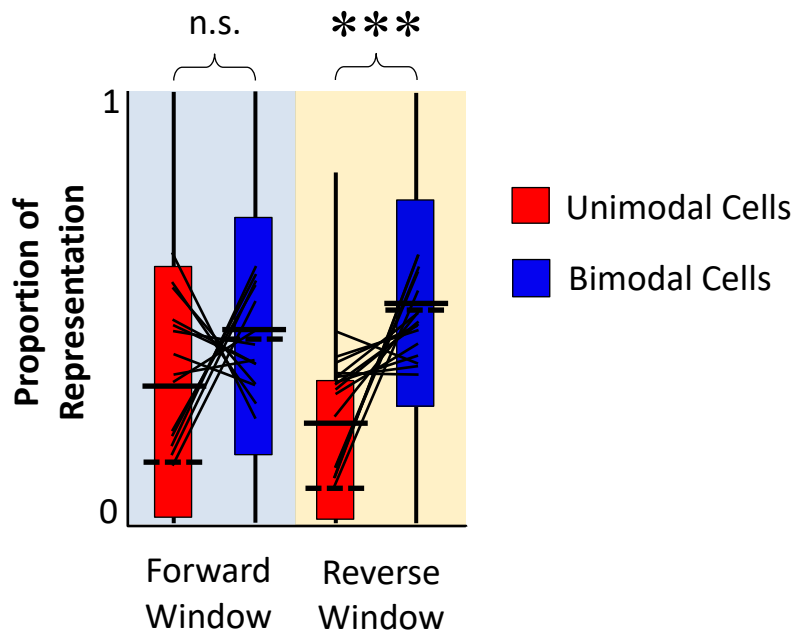 n.s.
***
1
0
Proportion of
Representation
Unimodal Cells
Bimodal Cells
Forward
Window
Reverse
Window